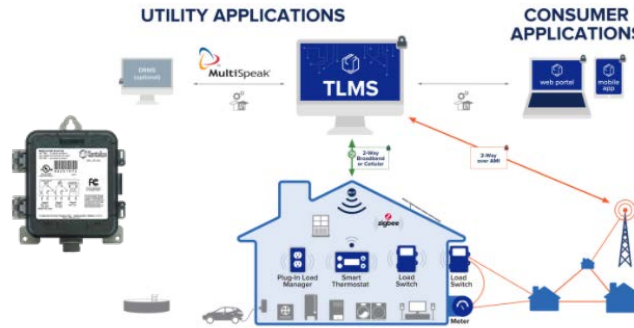 UTILITY APPLICATIONS
CONSUMER
APPLICATIONS
DRMS
(optional)
MultiSpeak
TLMS
web portal
mobile
app
2-Way
Broadband
or Cellular
2-Way
over AMI
zigbee
Plug-in Load
Manager
Smart
Thermostat
Load
Switch
Load
Switch
Meter
FC